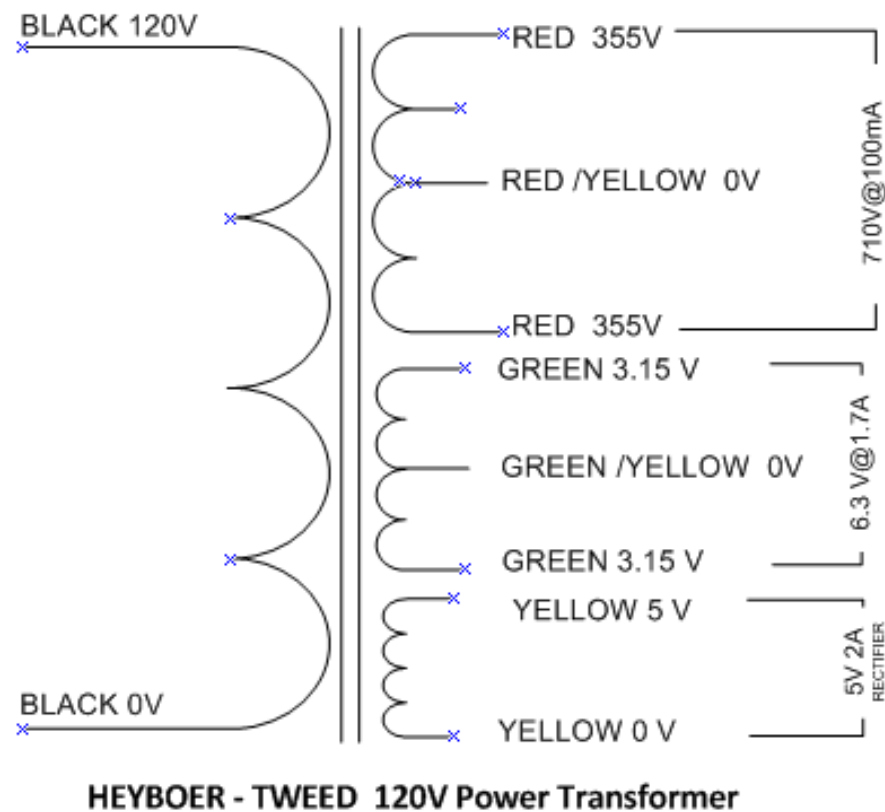 BLACK 120V
RED 355V
RED /YELLOW 0V
710V@100mA
RED 355V
GREEN 3.15 V
GREEN /YELLOW 0V
6.3 V@1.7A
GREEN 3.15 V
YELLOW 5 V
5V 2A
RECTIFIER
BLACK 0V
YELLOW 0 V
HEYBOER - TWEED 120V Power Transformer